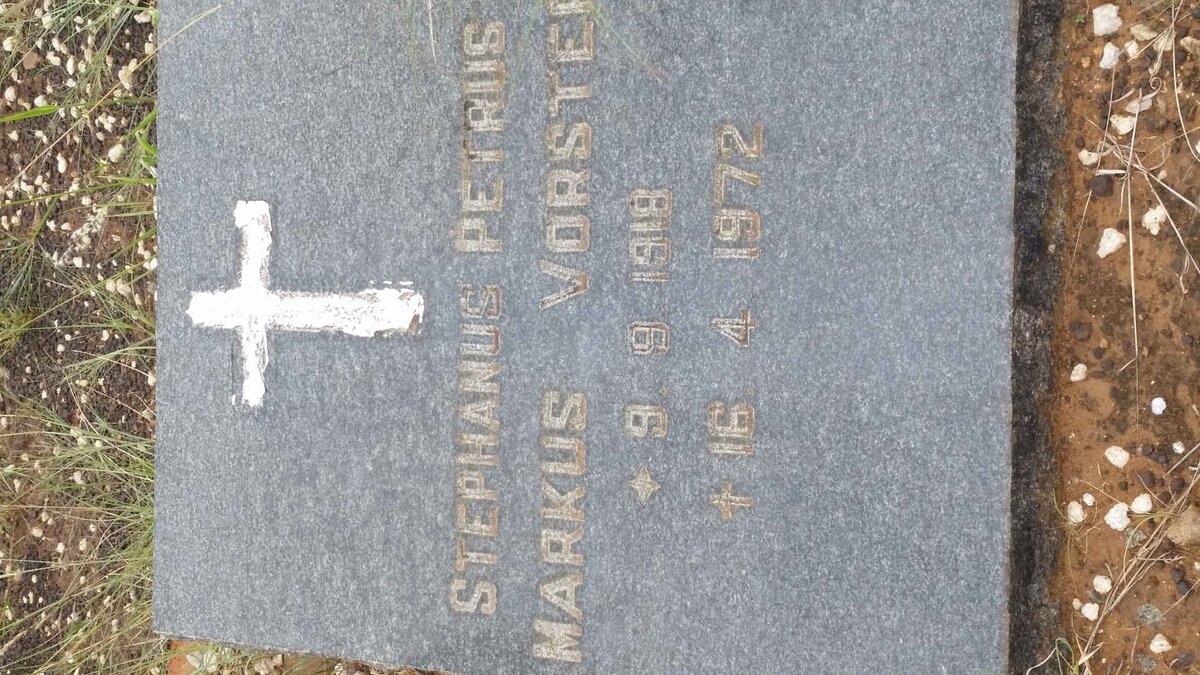 STEPHANUS PETRUS
MARKUS VORSTER
9. 9. 1918
16. 4. 1972